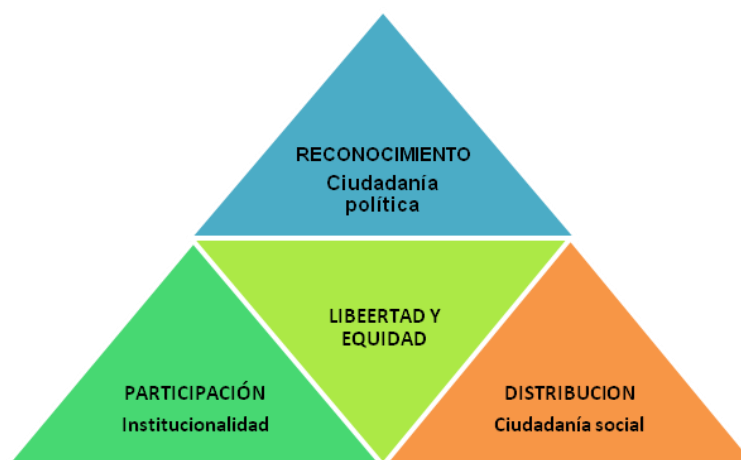 RECONOCIMIENTO
Ciudadanía
política
LIBEERTAD Y
EQUIDAD
PARTICIPACIÓN
Institucionalidad
DISTRIBUCION
Ciudadanía social